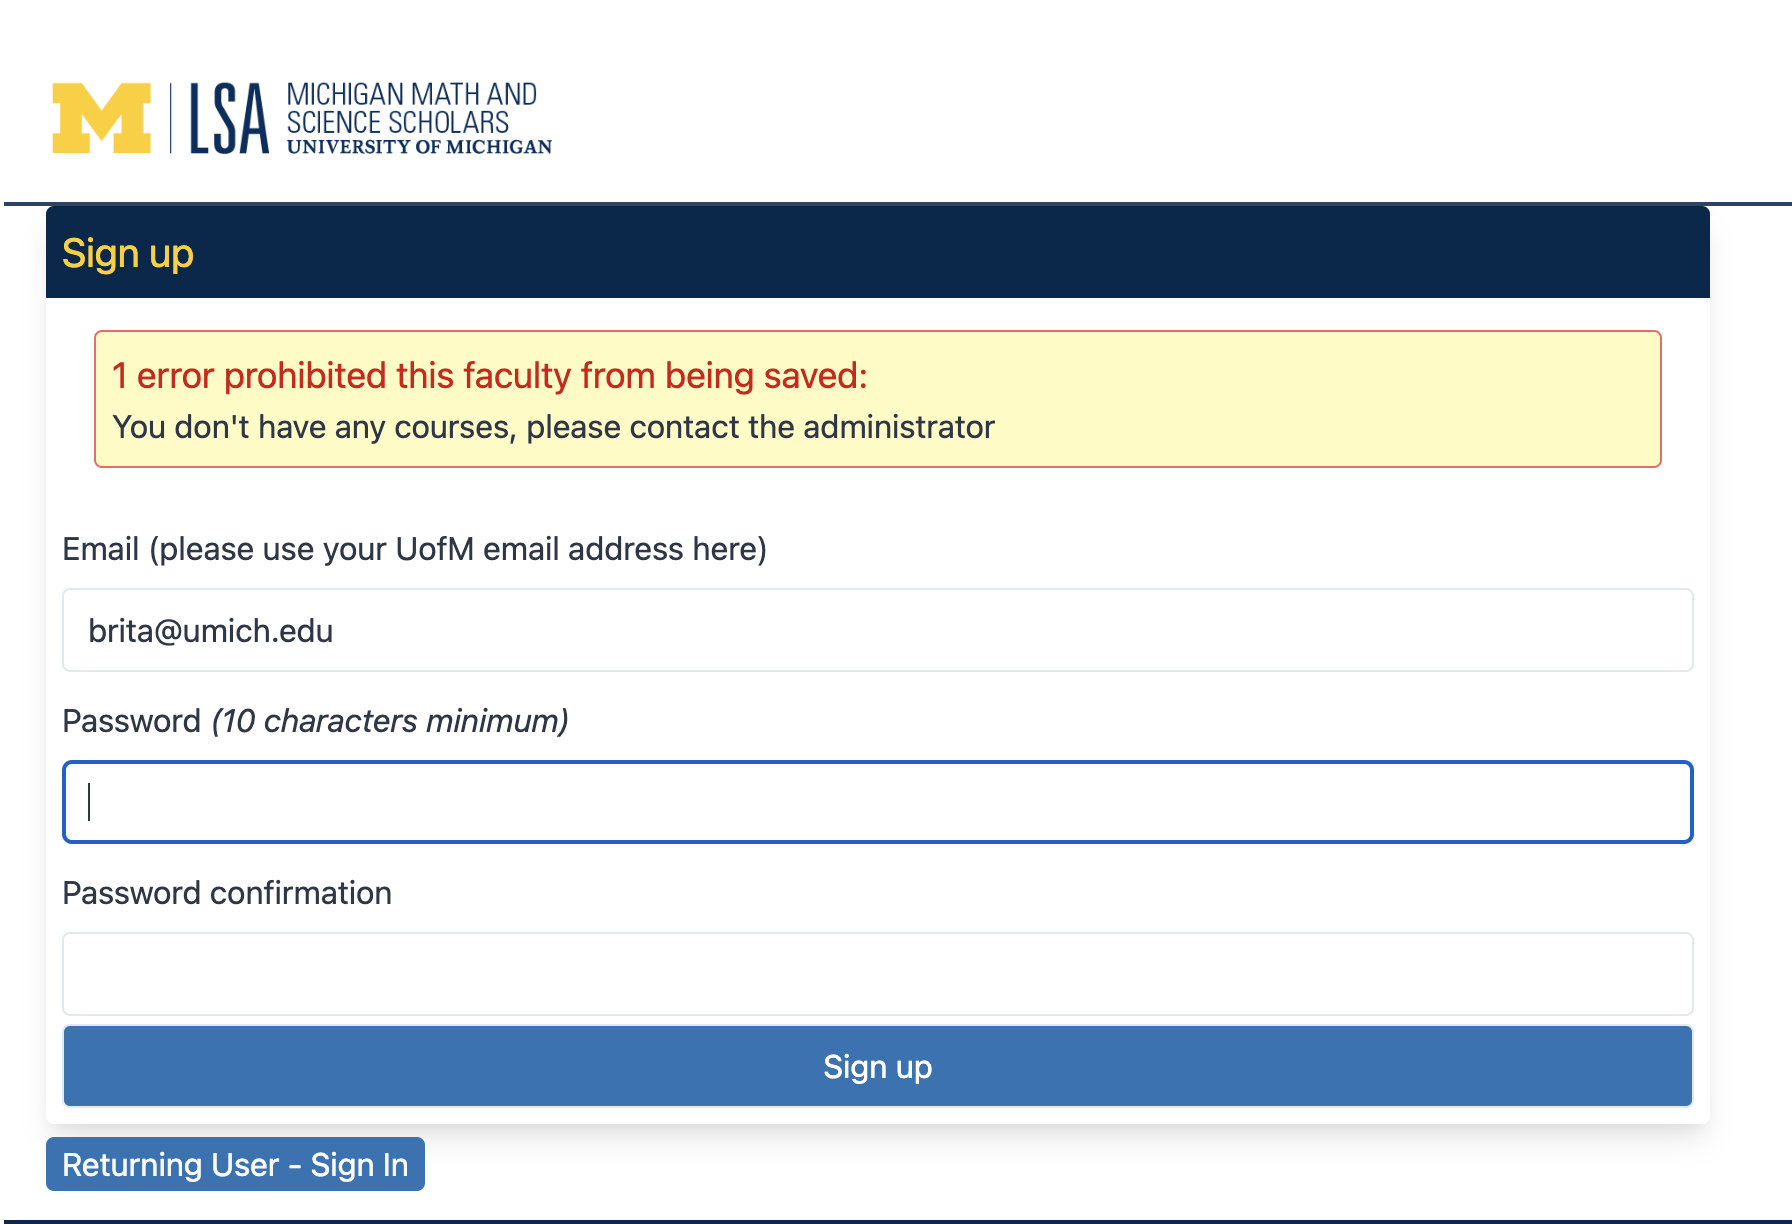 M LSA MICHIGAN MATH AND
SCIENCE SCHOLARS
UNIVERSITY OF MICHIGAN
Sign up
1 error prohibited this faculty from being saved:
You don't have any courses, please contact the administrator
Email (please use your UofM email address here)
brita@umich.edu
Password (10 characters minimum)
Password confirmation
Sign up
Returning User - Sign In